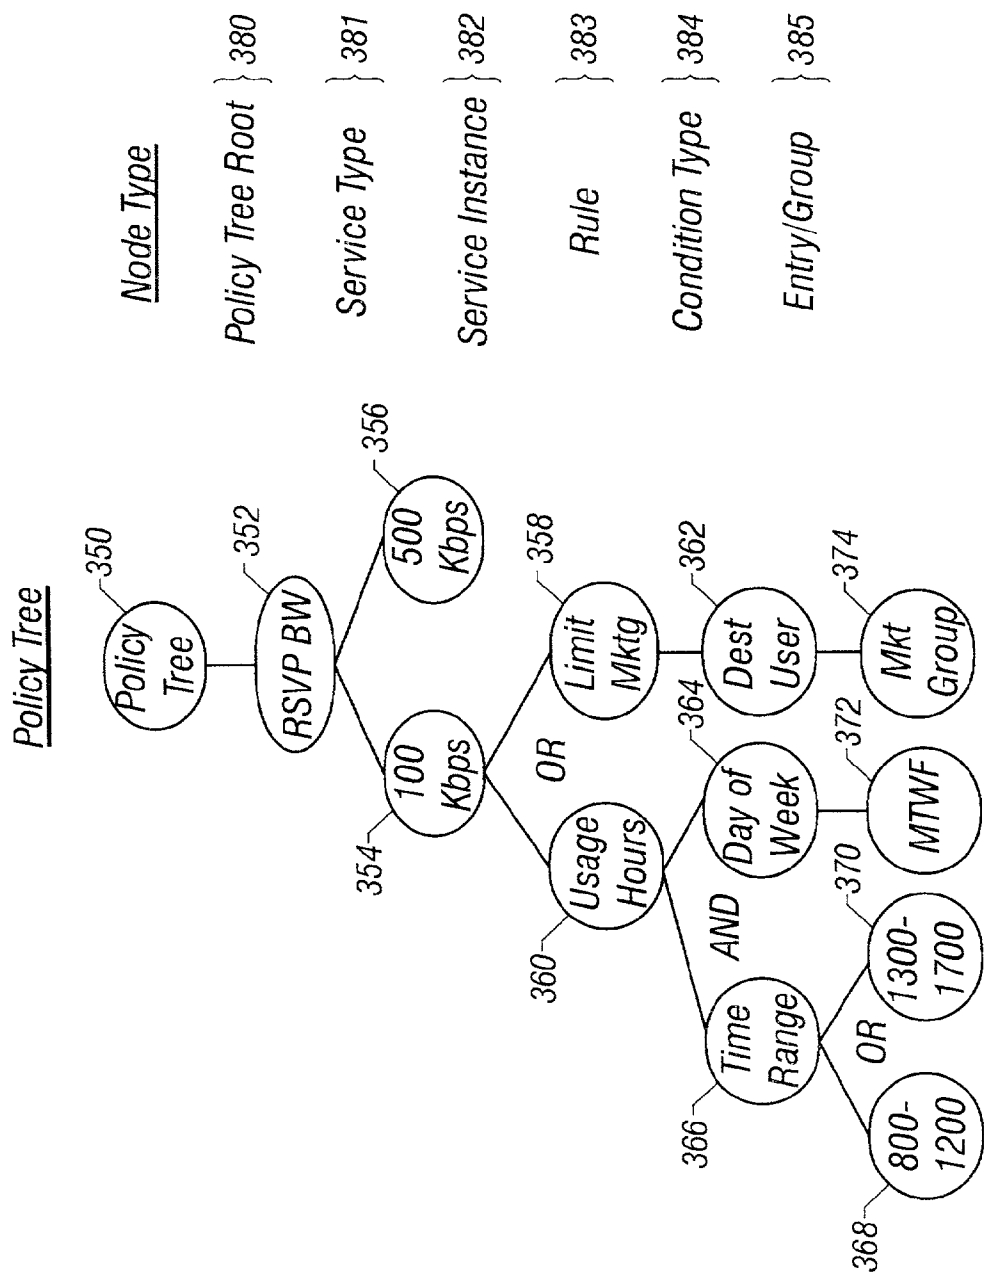 Policy Tree
Node Type
350
Policy
Tree
Policy Tree Root
380
352
RSVP BW
Service Type
381
354
100
Kbps
500
Kbps
356
Service Instance
382
OR
360
Usage
Hours
Limit
Mktg
358
Rule
383
AND
366
Time
Range
Day of
Week
364
Dest
User
362
Condition Type
384
OR
368
800-
1200
1300-
1700
370
MTWF
372
Mkt
Group
374
Entry/Group
385